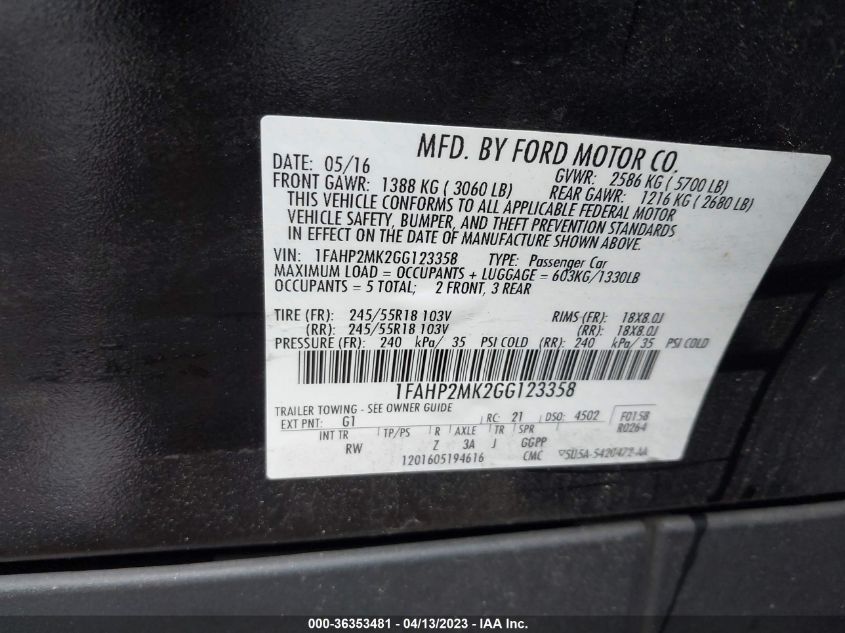 MFD. BY FORD MOTOR CO.
DATE: 05/16 GVWR: 2586 KG ( 5700 LB)
FRONT GAWR: 1388 KG ( 3060 LB) REAR GAWR: 1216 KG ( 2680 LB)
THIS VEHICLE CONFORMS TO ALL APPLICABLE FEDERAL MOTOR
VEHICLE SAFETY, BUMPER, AND THEFT PREVENTION STANDARDS
IN EFFECT ON THE DATE OF MANUFACTURE SHOWN ABOVE.
VIN: 1FAHP2MK2GG123358 TYPE: Passenger Car
MAXIMUM LOAD = OCCUPANTS + LUGGAGE = 603KG/1330LB
OCCUPANTS = 5 TOTAL; 2 FRONT, 3 REAR
TIRE (FR): 245/55R18 103V RIMS (FR): 18X8.0J
(RR): 245/55R18 103V (RR): 18X8.0J
PRESSURE (FR): 240 kPa/ 35 PSI COLD (RR): 240 kPa/ 35 PSI COLD
1FAHP2MK2GG123358
TRAILER TOWING - SEE OWNER GUIDE
EXT PNT: G1 RC: 21 DSO: 4502 F0158
R0264
INT TR TP/PS R AXLE TR SPR
RW Z 3A J GGPP
1201605194616 CMC
000-36353481 - 04/13/2023 - IAA Inc.